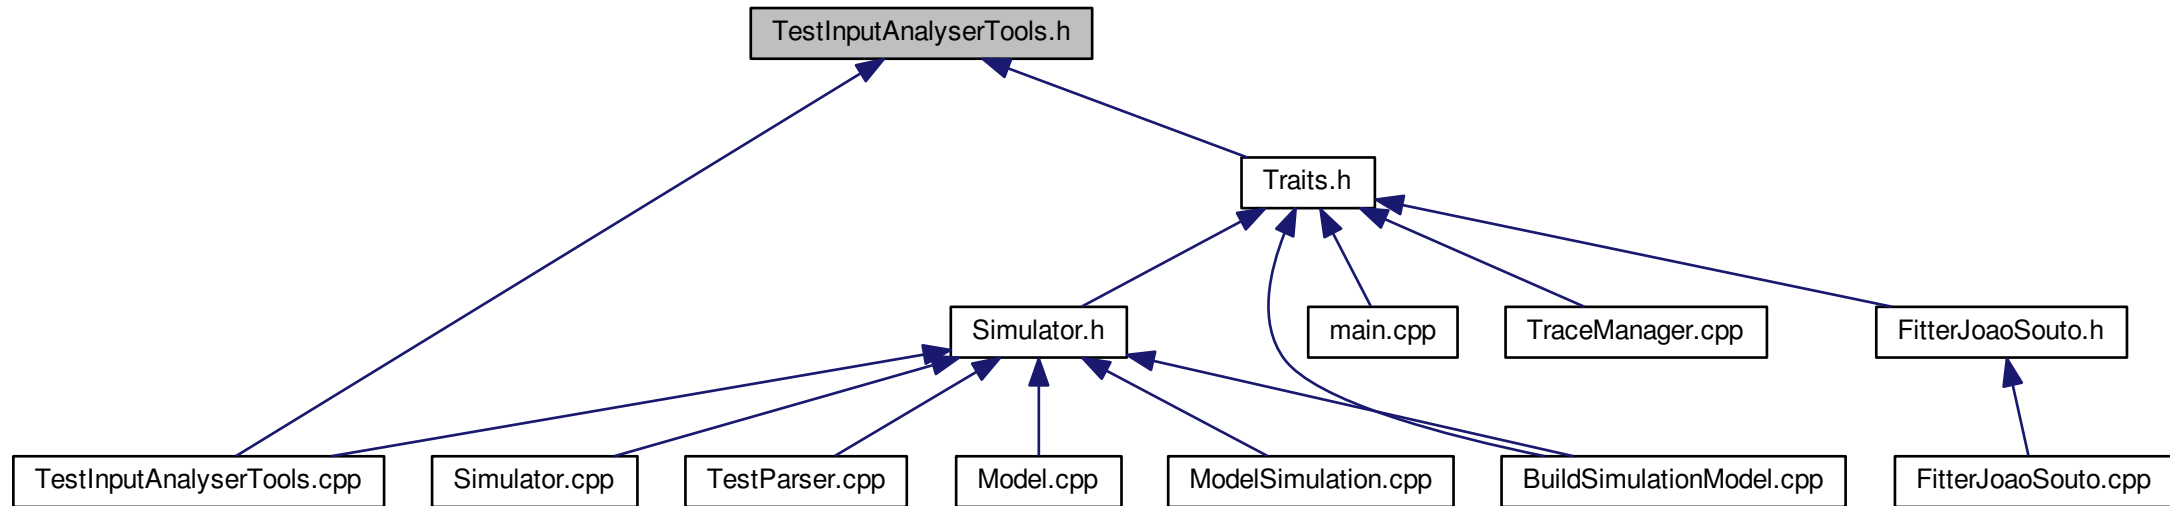 TestInputAnalyserTools.h
Traits.h
Simulator.h
main.cpp
TraceManager.cpp
FitterJoaoSouto.h
TestInputAnalyserTools.cpp
Simulator.cpp
TestParser.cpp
Model.cpp
ModelSimulation.cpp
BuildSimulationModel.cpp
FitterJoaoSouto.cpp